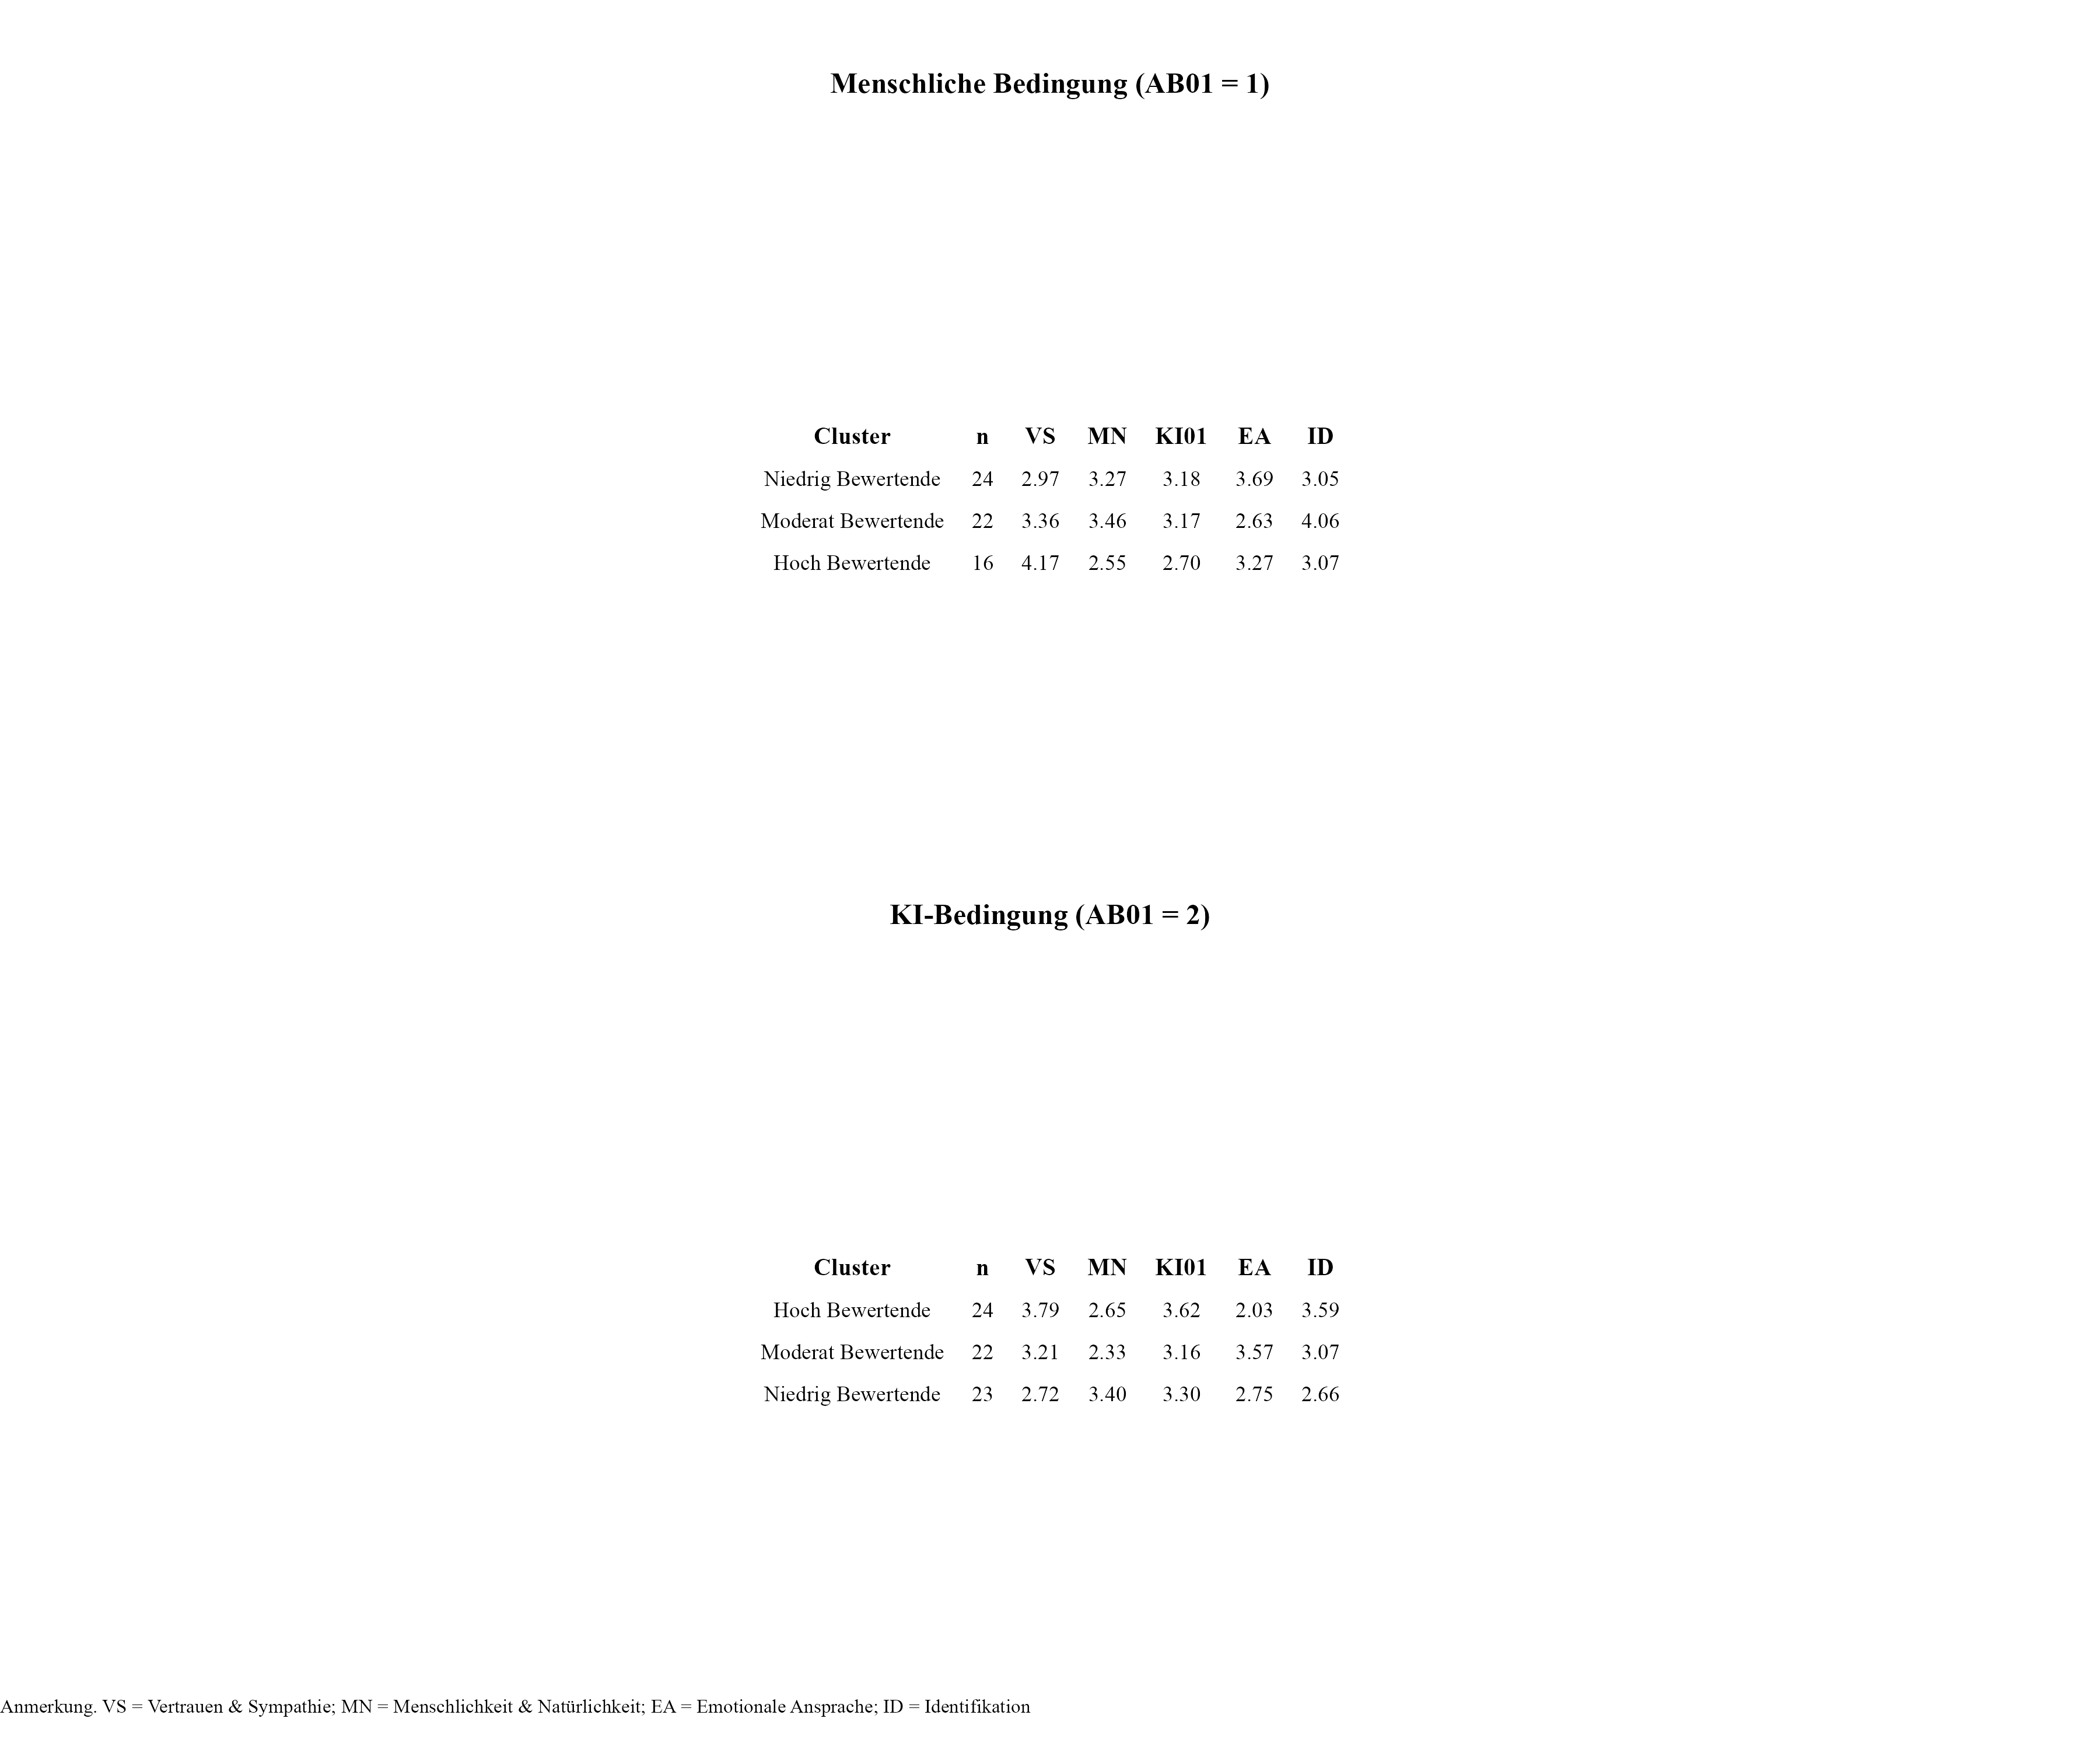 Menschliche Bedingung (AB01 = 1)
Cluster n VS MN KI01 EA ID
Niedrig Bewertende 24 2.97 3.27 3.18 3.69 3.05
Moderat Bewertende 22 3.36 3.46 3.17 2.63 4.06
Hoch Bewertende 16 4.17 2.55 2.70 3.27 3.07
KI-Bedingung (AB01 = 2)
Cluster n VS MN KI01 EA ID
Hoch Bewertende 24 3.79 2.65 3.62 2.03 3.59
Moderat Bewertende 22 3.21 2.33 3.16 3.57 3.07
Niedrig Bewertende 23 2.72 3.40 3.30 2.75 2.66
Anmerkung. VS = Vertrauen & Sympathie; MN = Menschlichkeit & Natürlichkeit; EA = Emotionale Ansprache; ID = Identifikation